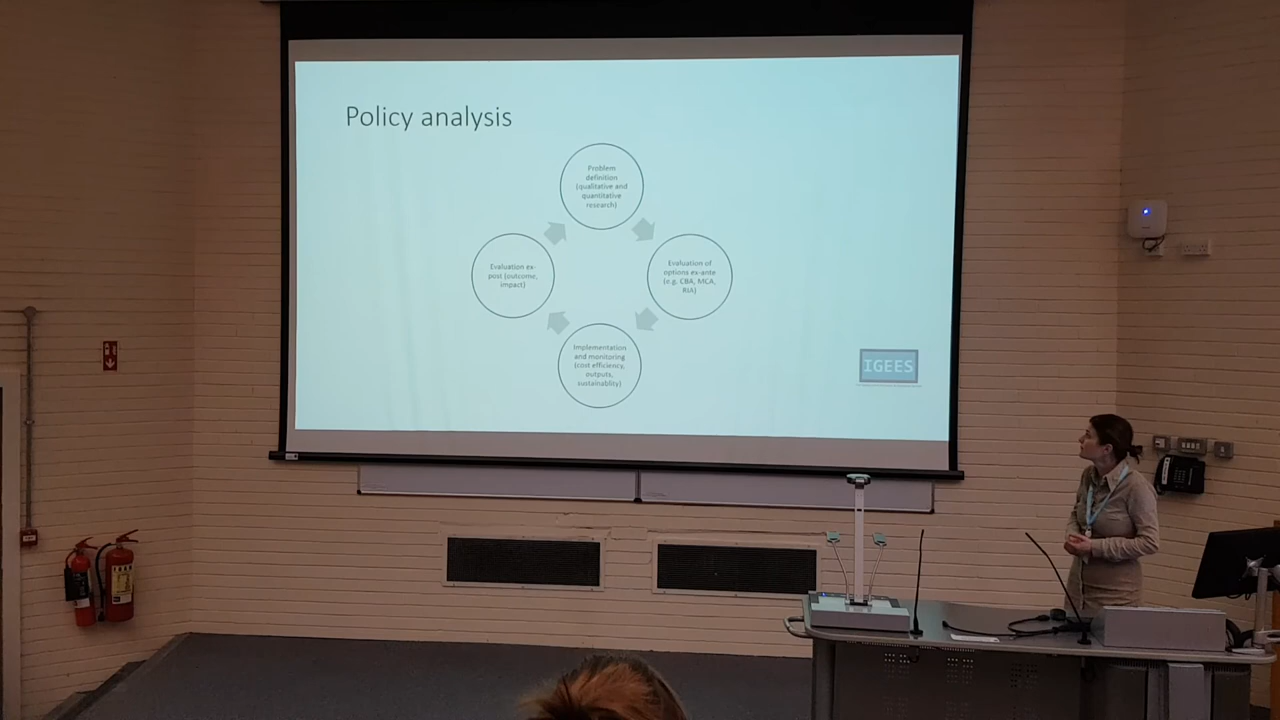 Policy analysis
Problem
definition
(qualitative and
quantitative
research)
Evaluation ex-
post (outcome,
impact)
Evaluation of
options ex-ante
(e.g. CBA, MCA,
RIA)
Implementation
and monitoring
(cost efficiency,
outputs,
sustainablity)
IGEES